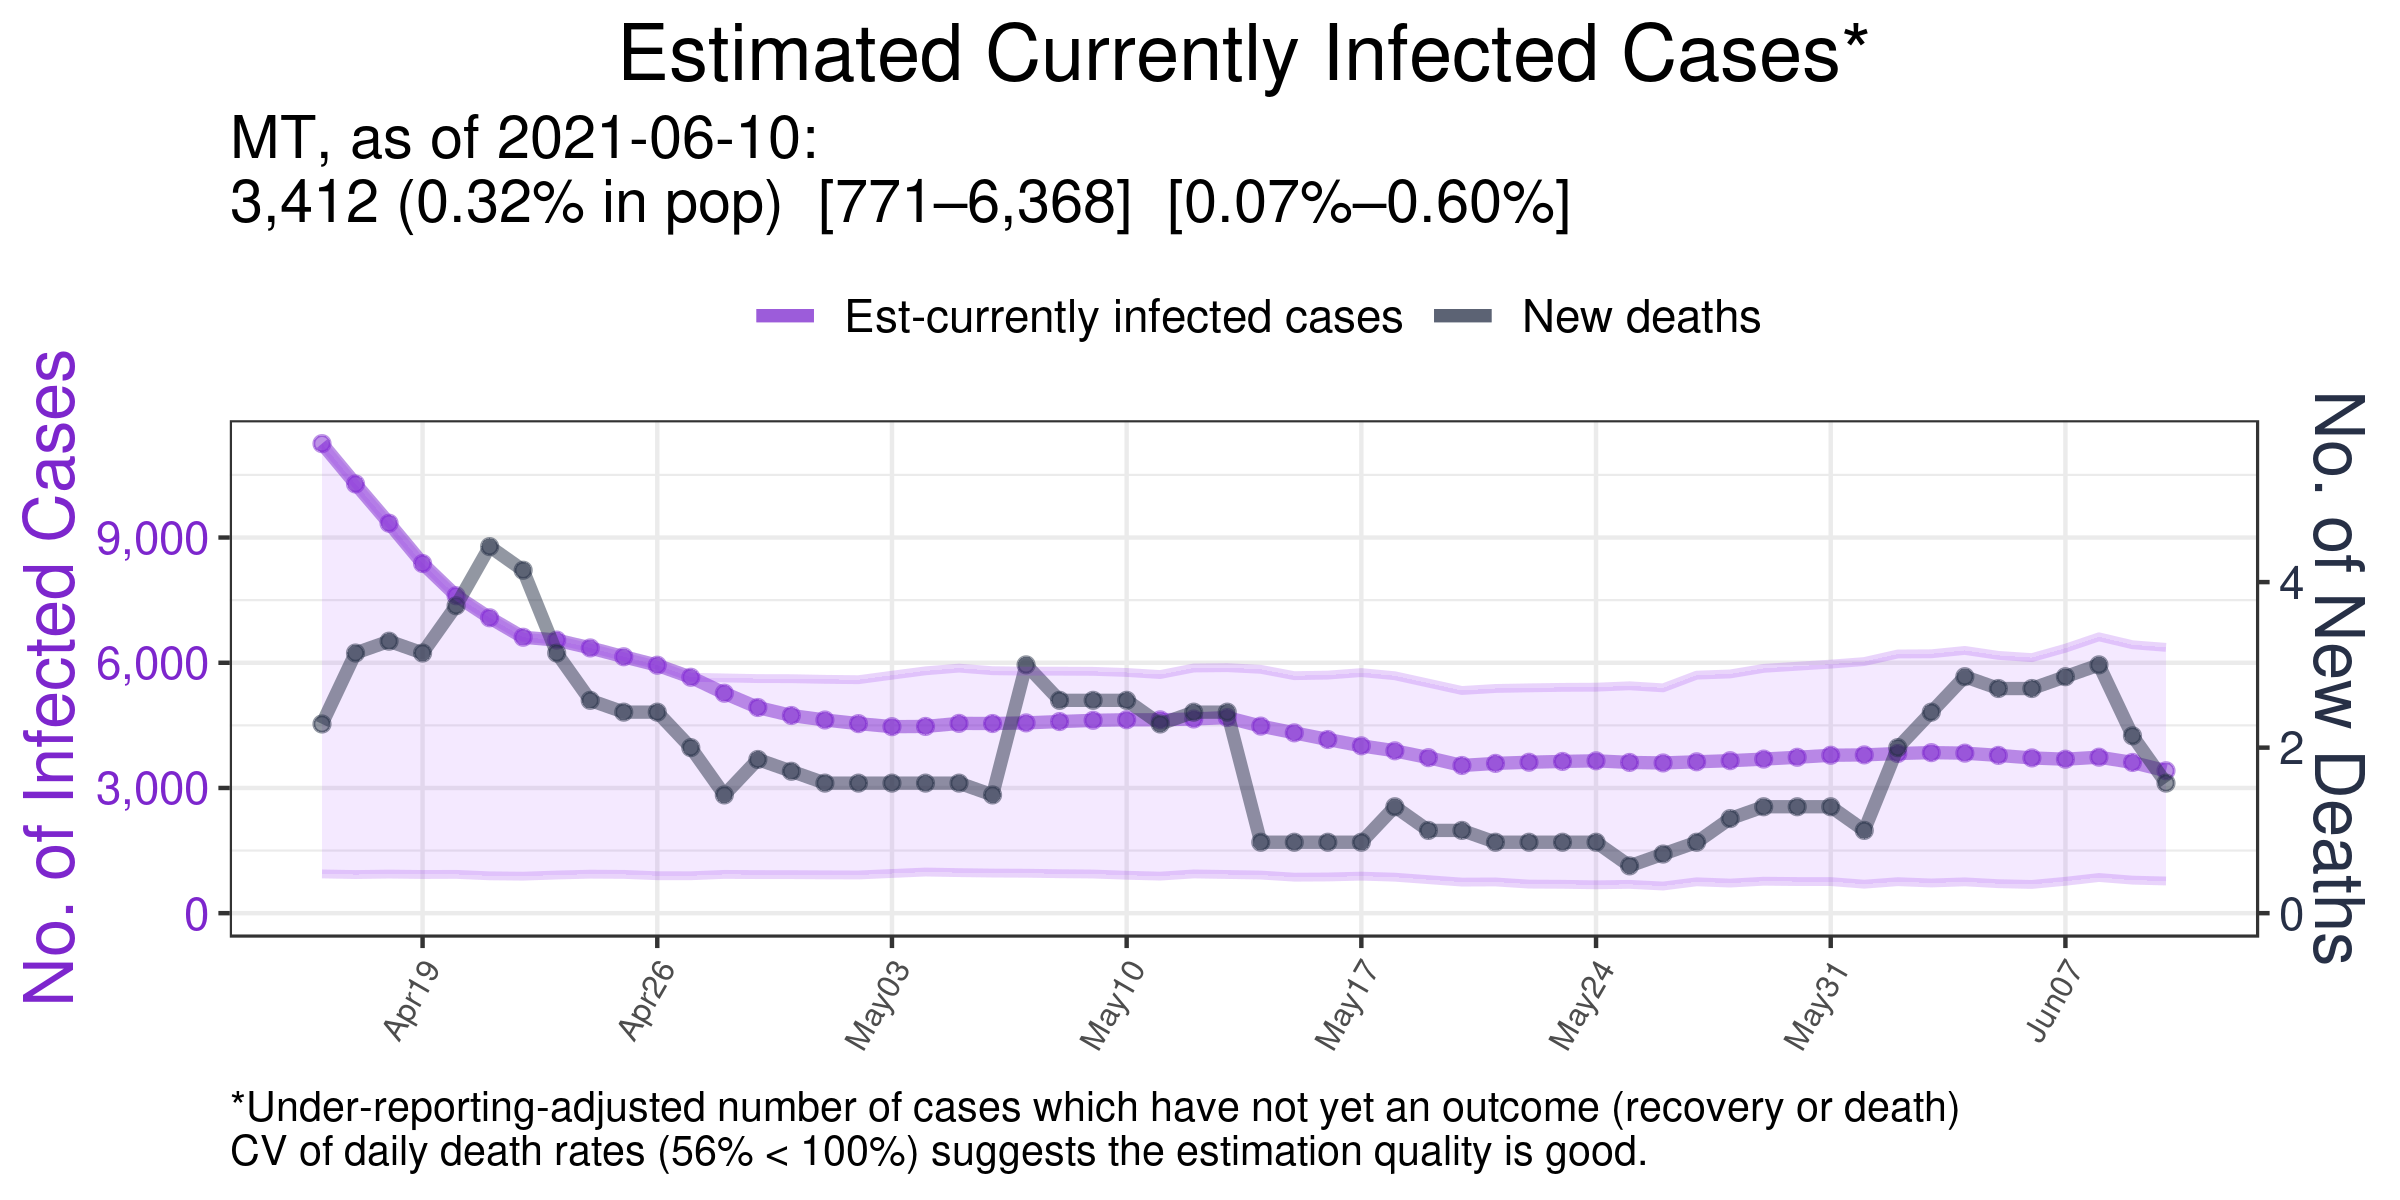 Estimated Currently Infected Cases*
MT, as of 2021-06-10:
3,412 (0.32% in pop)  [771–6,368]  [0.07%–0.60%]
Est-currently infected cases
New deaths
No. of Infected Cases
9,000
6,000
3,000
0
No. of New Deaths
4
2
0
Apr19
Apr26
May03
May10
May17
May24
May31
Jun07
*Under-reporting-adjusted number of cases which have not yet an outcome (recovery or death)
CV of daily death rates (56% < 100%) suggests the estimation quality is good.